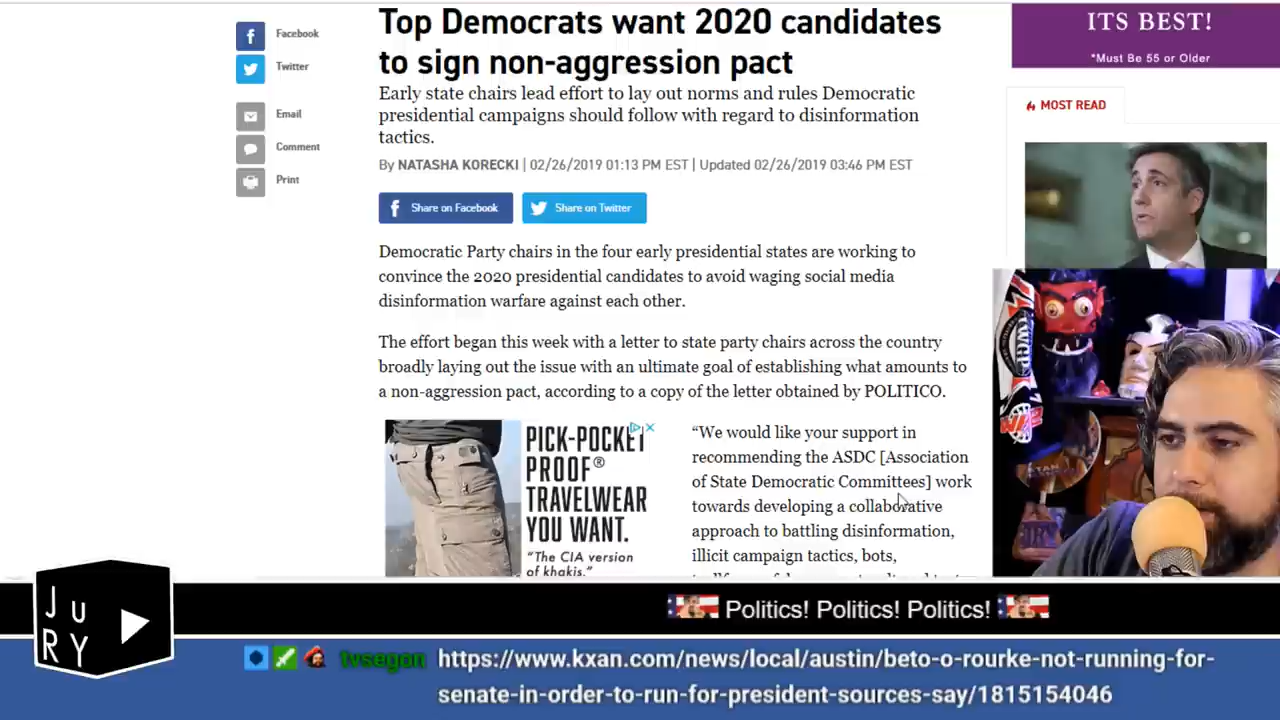 Facebook
Twitter
Email
Comment
Print
Top Democrats want 2020 candidates
to sign non-aggression pact
Early state chairs lead effort to lay out norms and rules Democratic
presidential campaigns should follow with regard to disinformation
tactics.
By NATASHA KORECKI | 02/26/2019 01:13 PM EST | Updated 02/26/2019 03:46 PM EST
Share on Facebook
Share on Twitter
Democratic Party chairs in the four early presidential states are working to
convince the 2020 presidential candidates to avoid waging social media
disinformation warfare against each other.
The effort began this week with a letter to state party chairs across the country
broadly laying out the issue with an ultimate goal of establishing what amounts to
a non-aggression pact, according to a copy of the letter obtained by POLITICO.
PICK-POCKET
PROOF®
TRAVELWEAR
YOU WANT.
“The CIA version
of khakis.”
“We would like your support in
recommending the ASDC [Association
of State Democratic Committees] work
towards developing a collaborative
approach to battling disinformation,
illicit campaign tactics, bots,
ITS BEST!
*Must Be 55 or Older
MOST READ
JURY
Politics! Politics! Politics!
tvsegon https://www.kxan.com/news/local/austin/beto-o-rourke-not-running-for-
senate-in-order-to-run-for-president-sources-say/1815154046